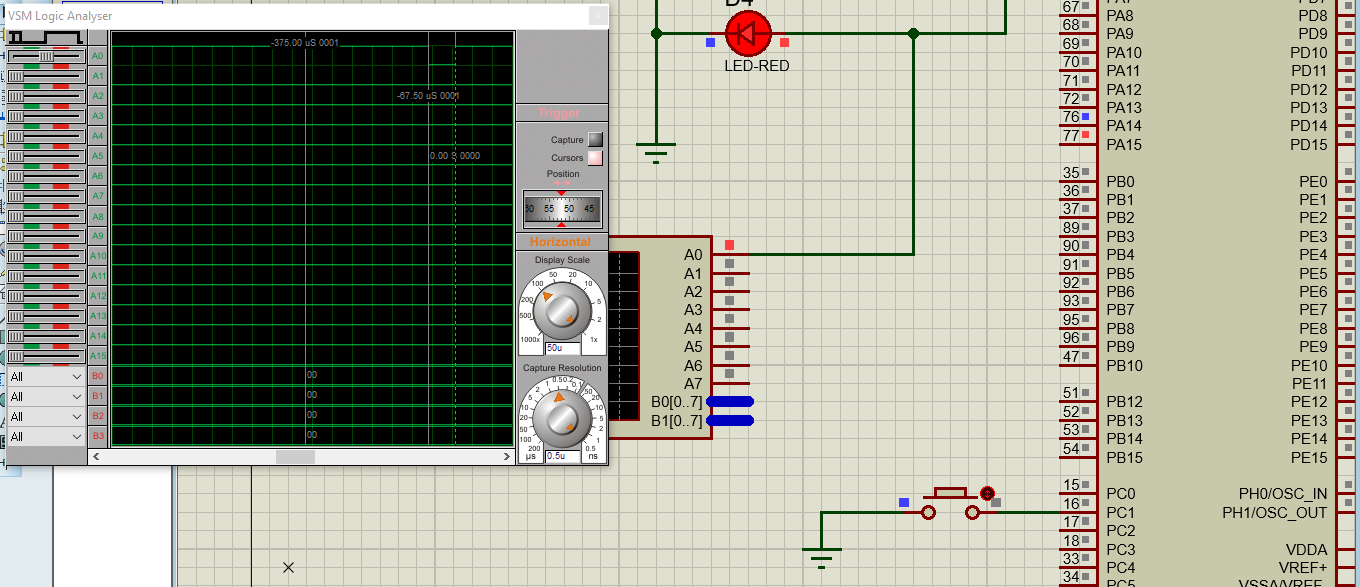 VSM Logic Analyser
A0
A1
A2
A3
A4
A5
A6
A7
A8
A9
A10
A11
A12
A13
A14
A15
All B0
All B1
All B2
All B3
-375.00 uS 0001
-67.50 uS 0001
0.00 S 0000
00
00
00
00
Trigger
Capture
Cursors
Position
55 50 45
Horizontal
Display Scale
1000x 500 200 100 50 20 10 5 2 1x
50u
Capture Resolution
200 100 50 20 10 5 2 1 0.5 0.2 0.1 50 20 10 5 2 1 0.5
µs ns
0.5u
D4
LED-RED
A0
A1
A2
A3
A4
A5
A6
A7
B0[0..7]
B1[0..7]
67 PA8
68 PA9
69 PA10
70 PA11
71 PA12
72 PA13
76 PA14
77 PA15
35 PB0
36 PB1
37 PB2
89 PB3
90 PB4
91 PB5
92 PB6
93 PB7
95 PB8
96 PB9
47 PB10
51 PB12
52 PB13
53 PB14
54 PB15
15 PC0
16 PC1
17 PC2
18 PC3
33 PC4
34 PC5
PD7
PD8
PD9
PD10
PD11
PD12
PD13
PD14
PD15
PE0
PE1
PE2
PE3
PE4
PE5
PE6
PE7
PE8
PE9
PE10
PE11
PE12
PE13
PE14
PE15
PH0/OSC_IN
PH1/OSC_OUT
VDDA
VREF+
VSSA/VREF-